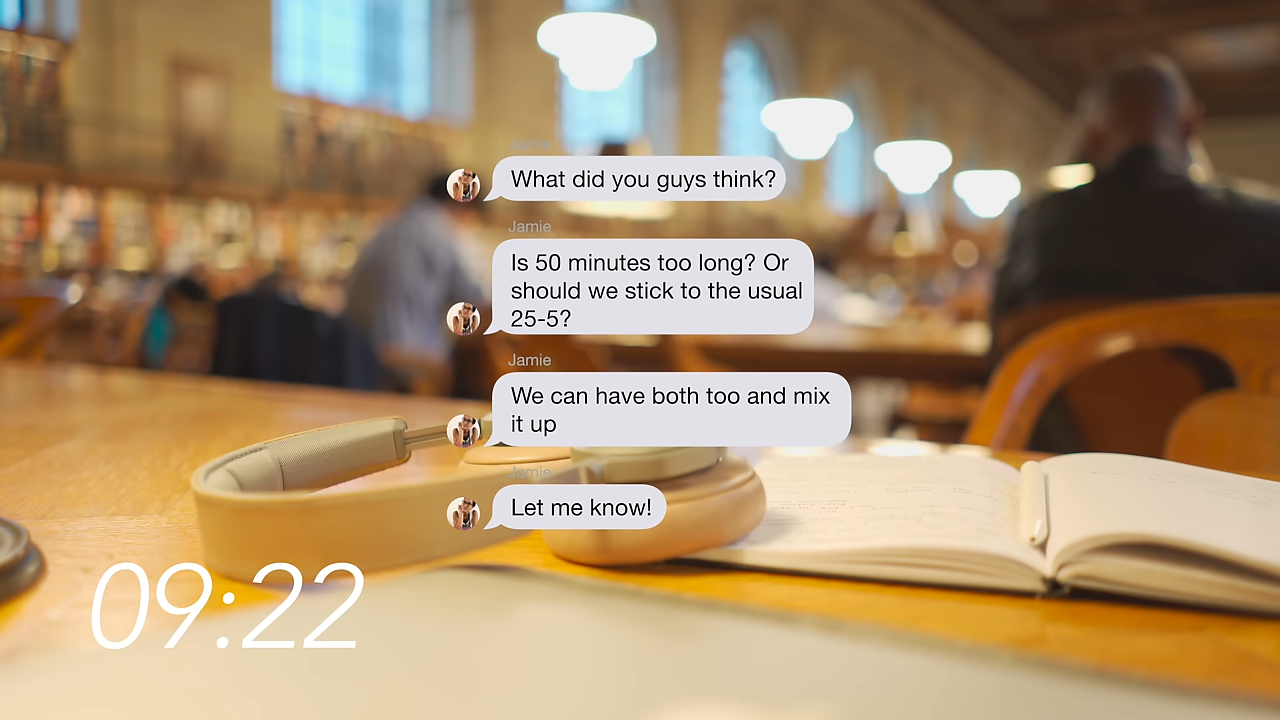 Jamie
What did you guys think?
Jamie
Is 50 minutes too long? Or
should we stick to the usual
25-5?
Jamie
We can have both too and mix
it up
Jamie
Let me know!
09:22